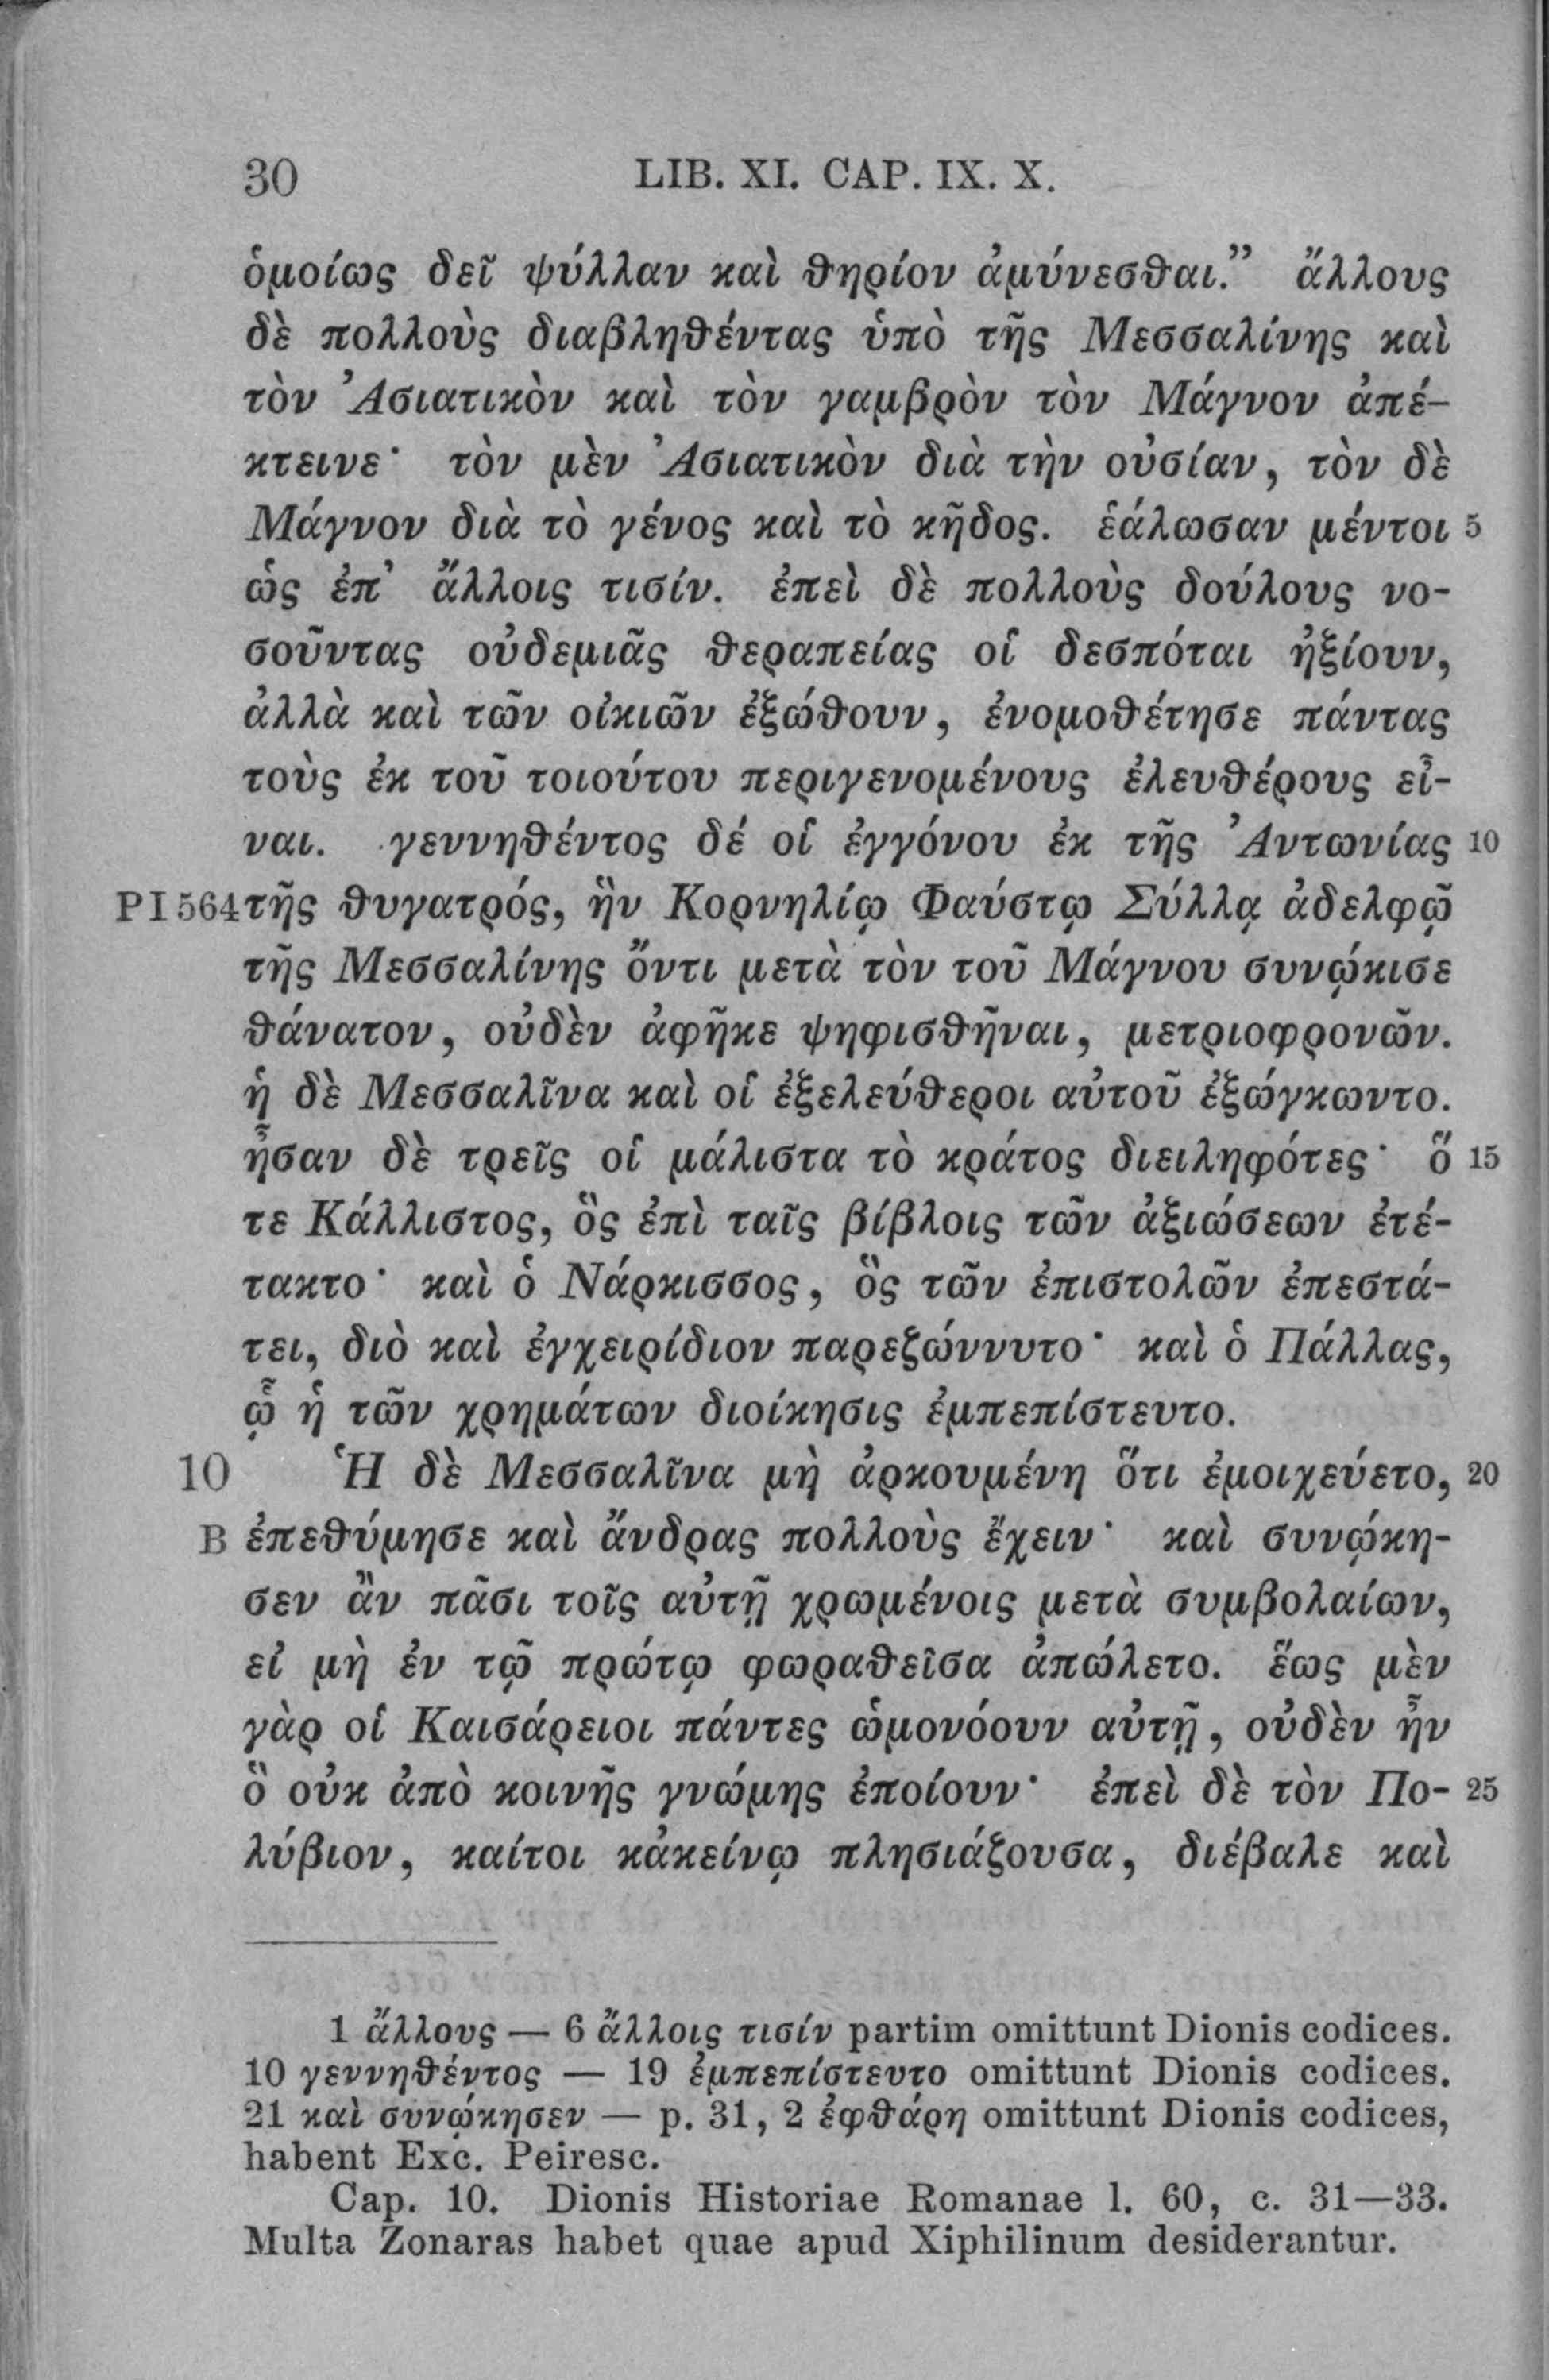 30 LIB. XI. CAP. IX. X.
ὁμοίως δεῖ ψύλλαν καὶ θηρίον ἀμύνεσθαι.” ἄλλους
δὲ πολλοὺς διαβληθέντας ὑπὸ τῆς Μεσσαλίνης καὶ
τὸν Ἀσιατικὸν καὶ τὸν γαμβρὸν τὸν Μάγνον ἀπέ-
κτεινε· τὸν μὲν Ἀσιατικὸν διὰ τὴν οὐσίαν, τὸν δὲ
Μάγνον διὰ τὸ γένος καὶ τὸ κῆδος. ἑάλωσαν μέντοι 5
ὡς ἐπ’ ἄλλοις τισίν. ἐπεὶ δὲ πολλοὺς δούλους νο-
σοῦντας οὐδεμιᾶς θεραπείας οἱ δεσπόται ἠξίουν,
ἀλλὰ καὶ τῶν οἰκιῶν ἐξώθουν, ἐνομοθέτησε πάντας
τοὺς ἐκ τοῦ τοιούτου περιγενομένους ἐλευθέρους εἶ-
ναι. γεννηθέντος δέ οἱ ἐγγόνου ἐκ τῆς Ἀντωνίας 10
PI 564 τῆς θυγατρός, ἣν Κορνηλίῳ Φαύστῳ Σύλλᾳ ἀδελφῷ
τῆς Μεσσαλίνης ὄντι μετὰ τὸν τοῦ Μάγνου συνῴκισε
θάνατον, οὐδὲν ἀφῆκε ψηφισθῆναι, μετριοφρονῶν.
ἡ δὲ Μεσσαλῖνα καὶ οἱ ἐξελεύθεροι αὐτοῦ ἐξώγκωντο.
ἦσαν δὲ τρεῖς οἱ μάλιστα τὸ κράτος διειληφότες· ὅ 15
τε Κάλλιστος, ὃς ἐπὶ ταῖς βίβλοις τῶν ἀξιώσεων ἐτέ-
τακτο· καὶ ὁ Νάρκισσος, ὃς τῶν ἐπιστολῶν ἐπεστά-
τει, διὸ καὶ ἐγχειρίδιον παρεζώννυτο· καὶ ὁ Πάλλας,
ᾧ ἡ τῶν χρημάτων διοίκησις ἐμπεπίστευτο.
10 Ἡ δὲ Μεσσαλῖνα μὴ ἀρκουμένη ὅτι ἐμοιχεύετο, 20
B ἐπεθύμησε καὶ ἄνδρας πολλοὺς ἔχειν· καὶ συνῴκη-
σεν ἂν πᾶσι τοῖς αὐτῇ χρωμένοις μετὰ συμβολαίων,
εἰ μὴ ἐν τῷ πρώτῳ φωραθεῖσα ἀπώλετο. ἕως μὲν
γὰρ οἱ Καισάρειοι πάντες ὡμονόουν αὐτῇ, οὐδὲν ἦν
ὃ οὐκ ἀπὸ κοινῆς γνώμης ἐποίουν· ἐπεὶ δὲ τὸν Πο- 25
λύβιον, καίτοι κἀκείνῳ πλησιάζουσα, διέβαλε καὶ
1 ἄλλους — 6 ἄλλοις τισίν partim omittunt Dionis codices.
10 γεννηθέντος — 19 ἐμπεπίστευτο omittunt Dionis codices.
21 καὶ συνῴκησεν — p. 31, 2 ἐφθάρη omittunt Dionis codices,
habent Exc. Peiresc.
Cap. 10. Dionis Historiae Romanae l. 60, c. 31—33.
Multa Zonaras habet quae apud Xiphilinum desiderantur.